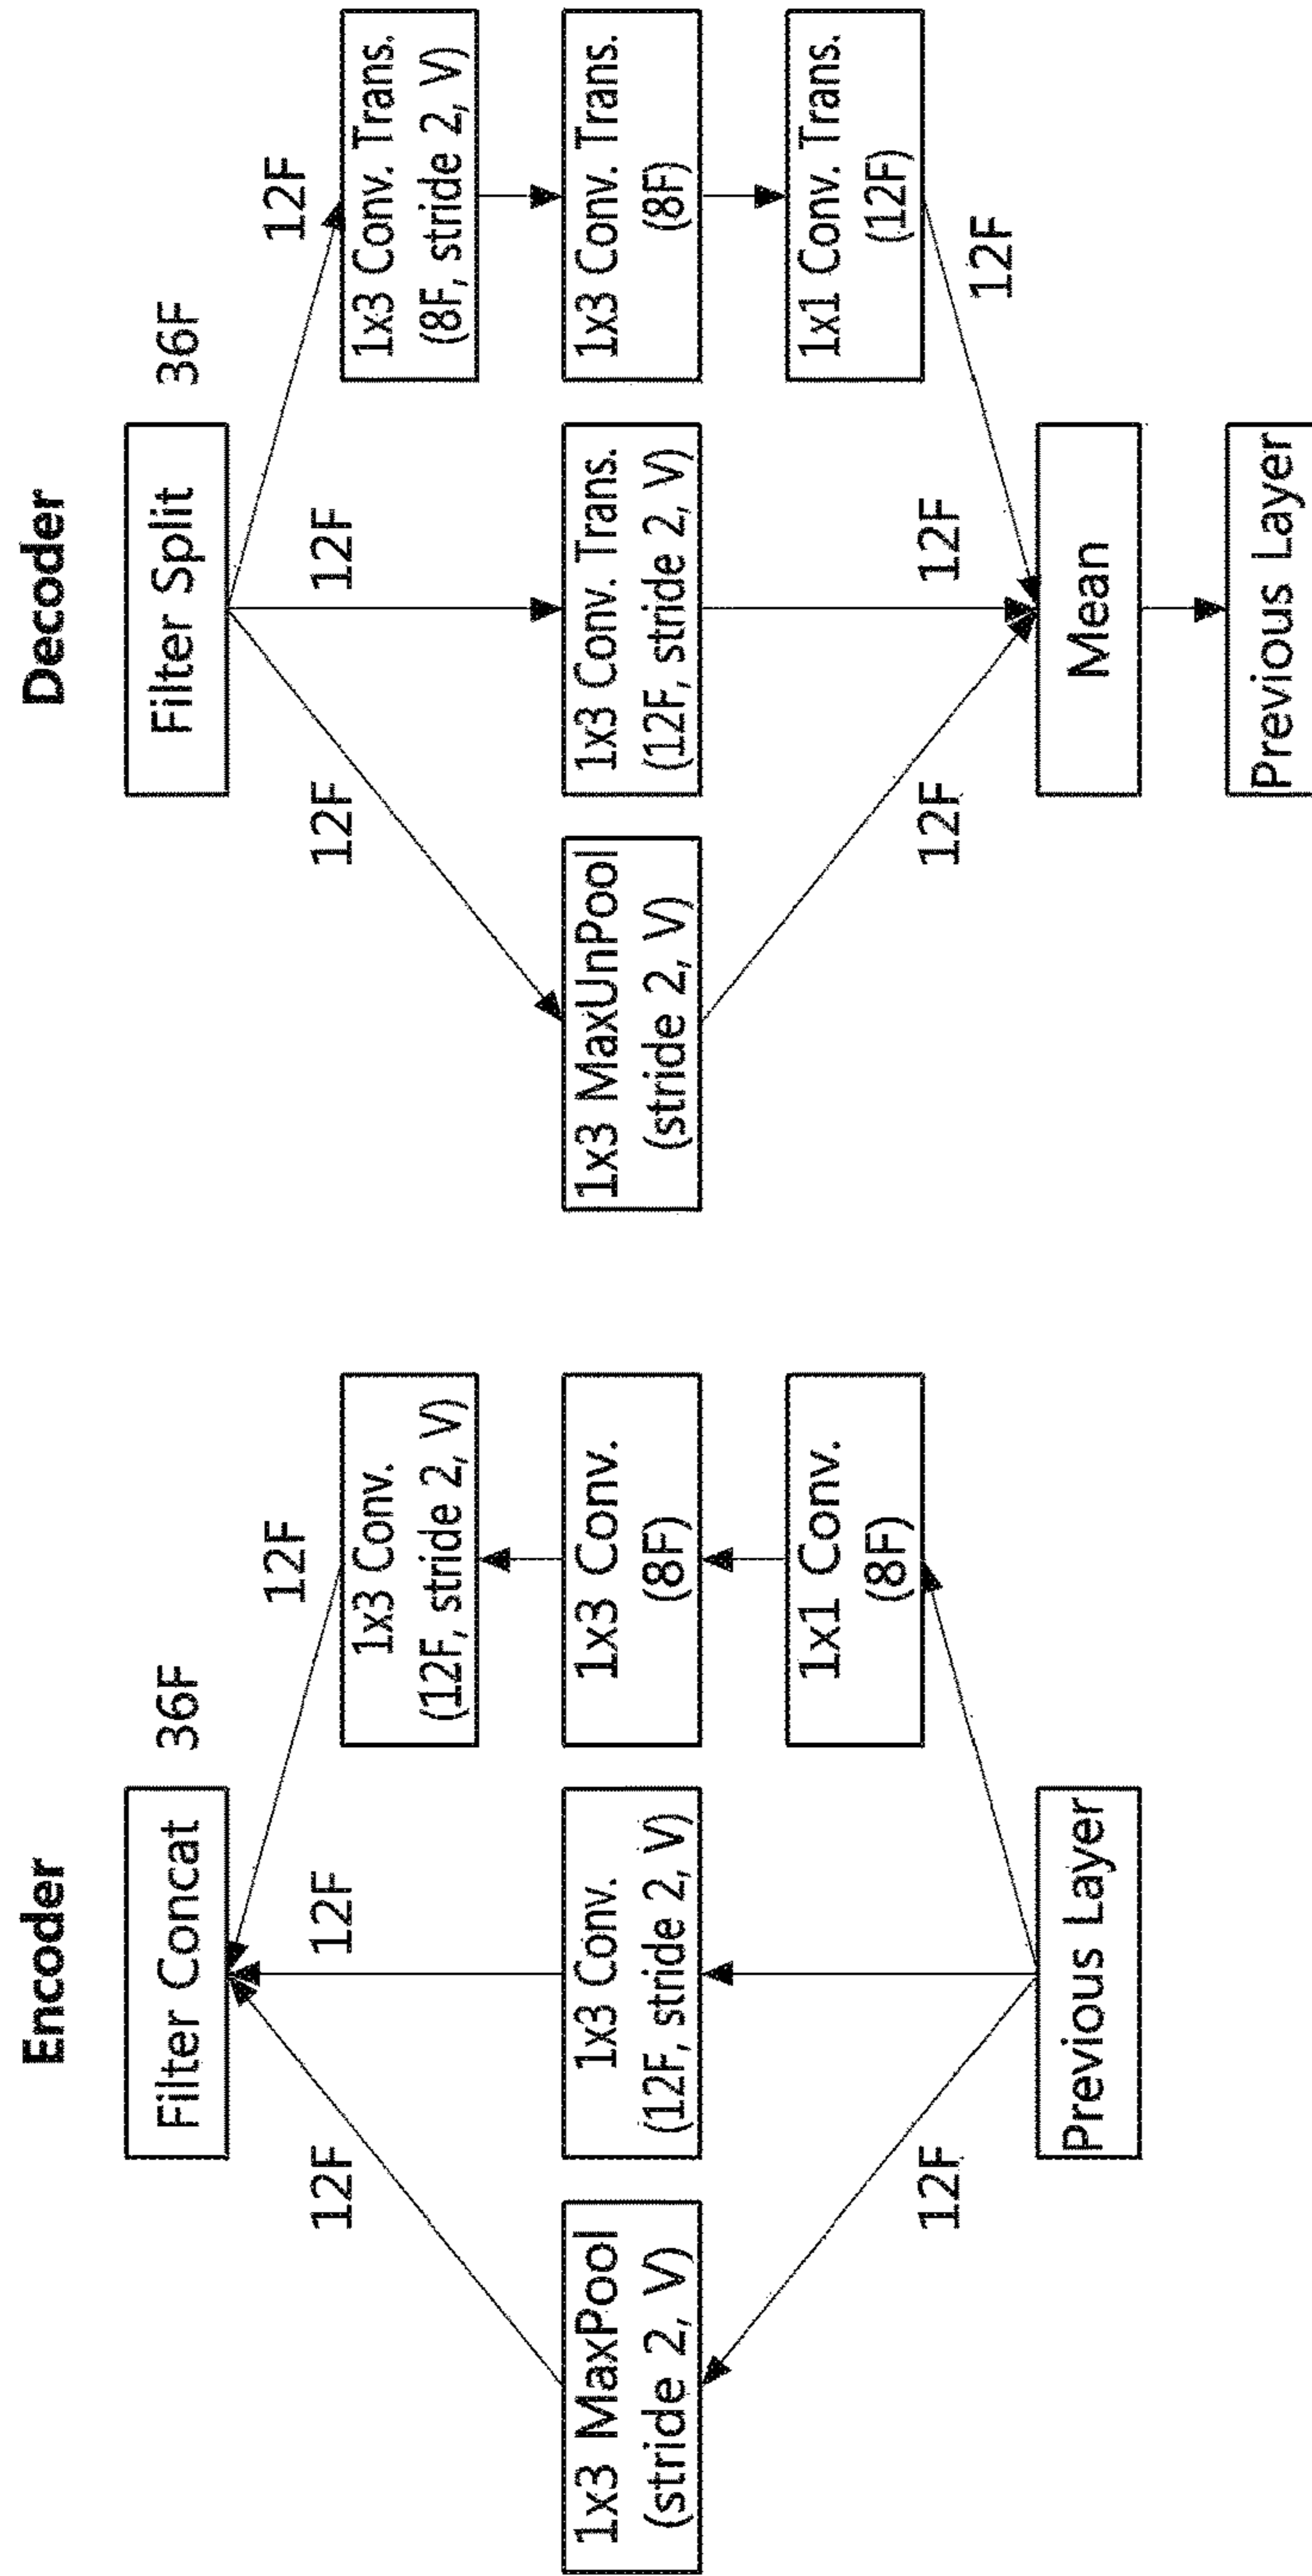 Encoder
Filter Concat
36F
12F
12F
12F
1x3 MaxPool
(stride 2, V)
1x3 Conv.
(12F, stride 2, V)
1x3 Conv.
(12F, stride 2, V)
1x3 Conv.
(8F)
1x1 Conv.
(8F)
12F
Previous Layer
Decoder
Filter Split
36F
12F
12F
12F
1x3 MaxUnPool
(stride 2, V)
1x3 Conv. Trans.
(12F, stride 2, V)
1x3 Conv. Trans.
(8F, stride 2, V)
1x3 Conv. Trans.
(8F)
1x1 Conv. Trans.
(12F)
12F
12F
12F
Mean
Previous Layer